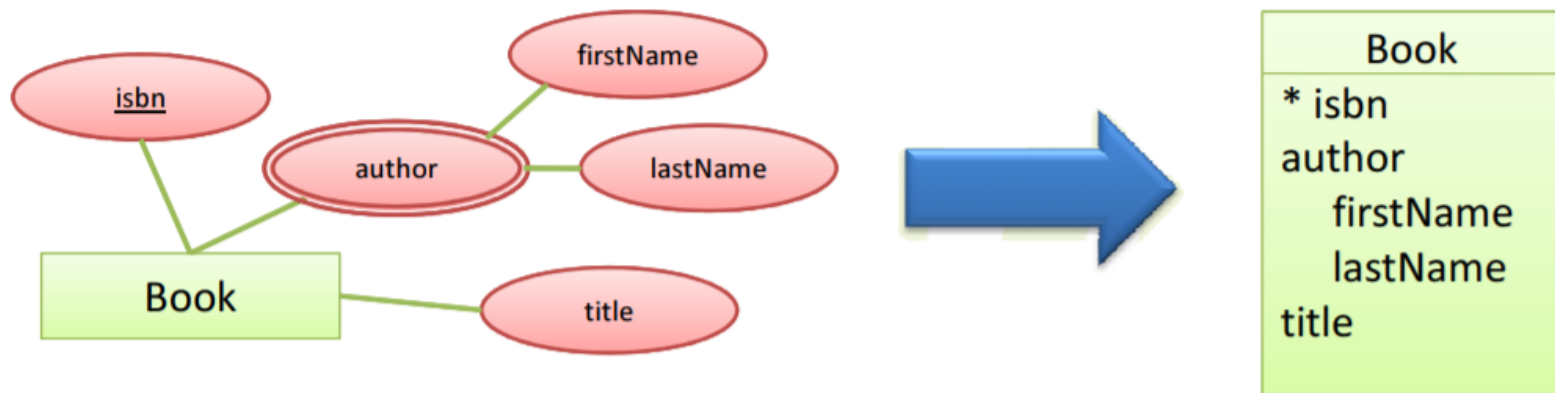 isbn
firstName
author
lastName
Book
title
Book
* isbn
author
firstName
lastName
title